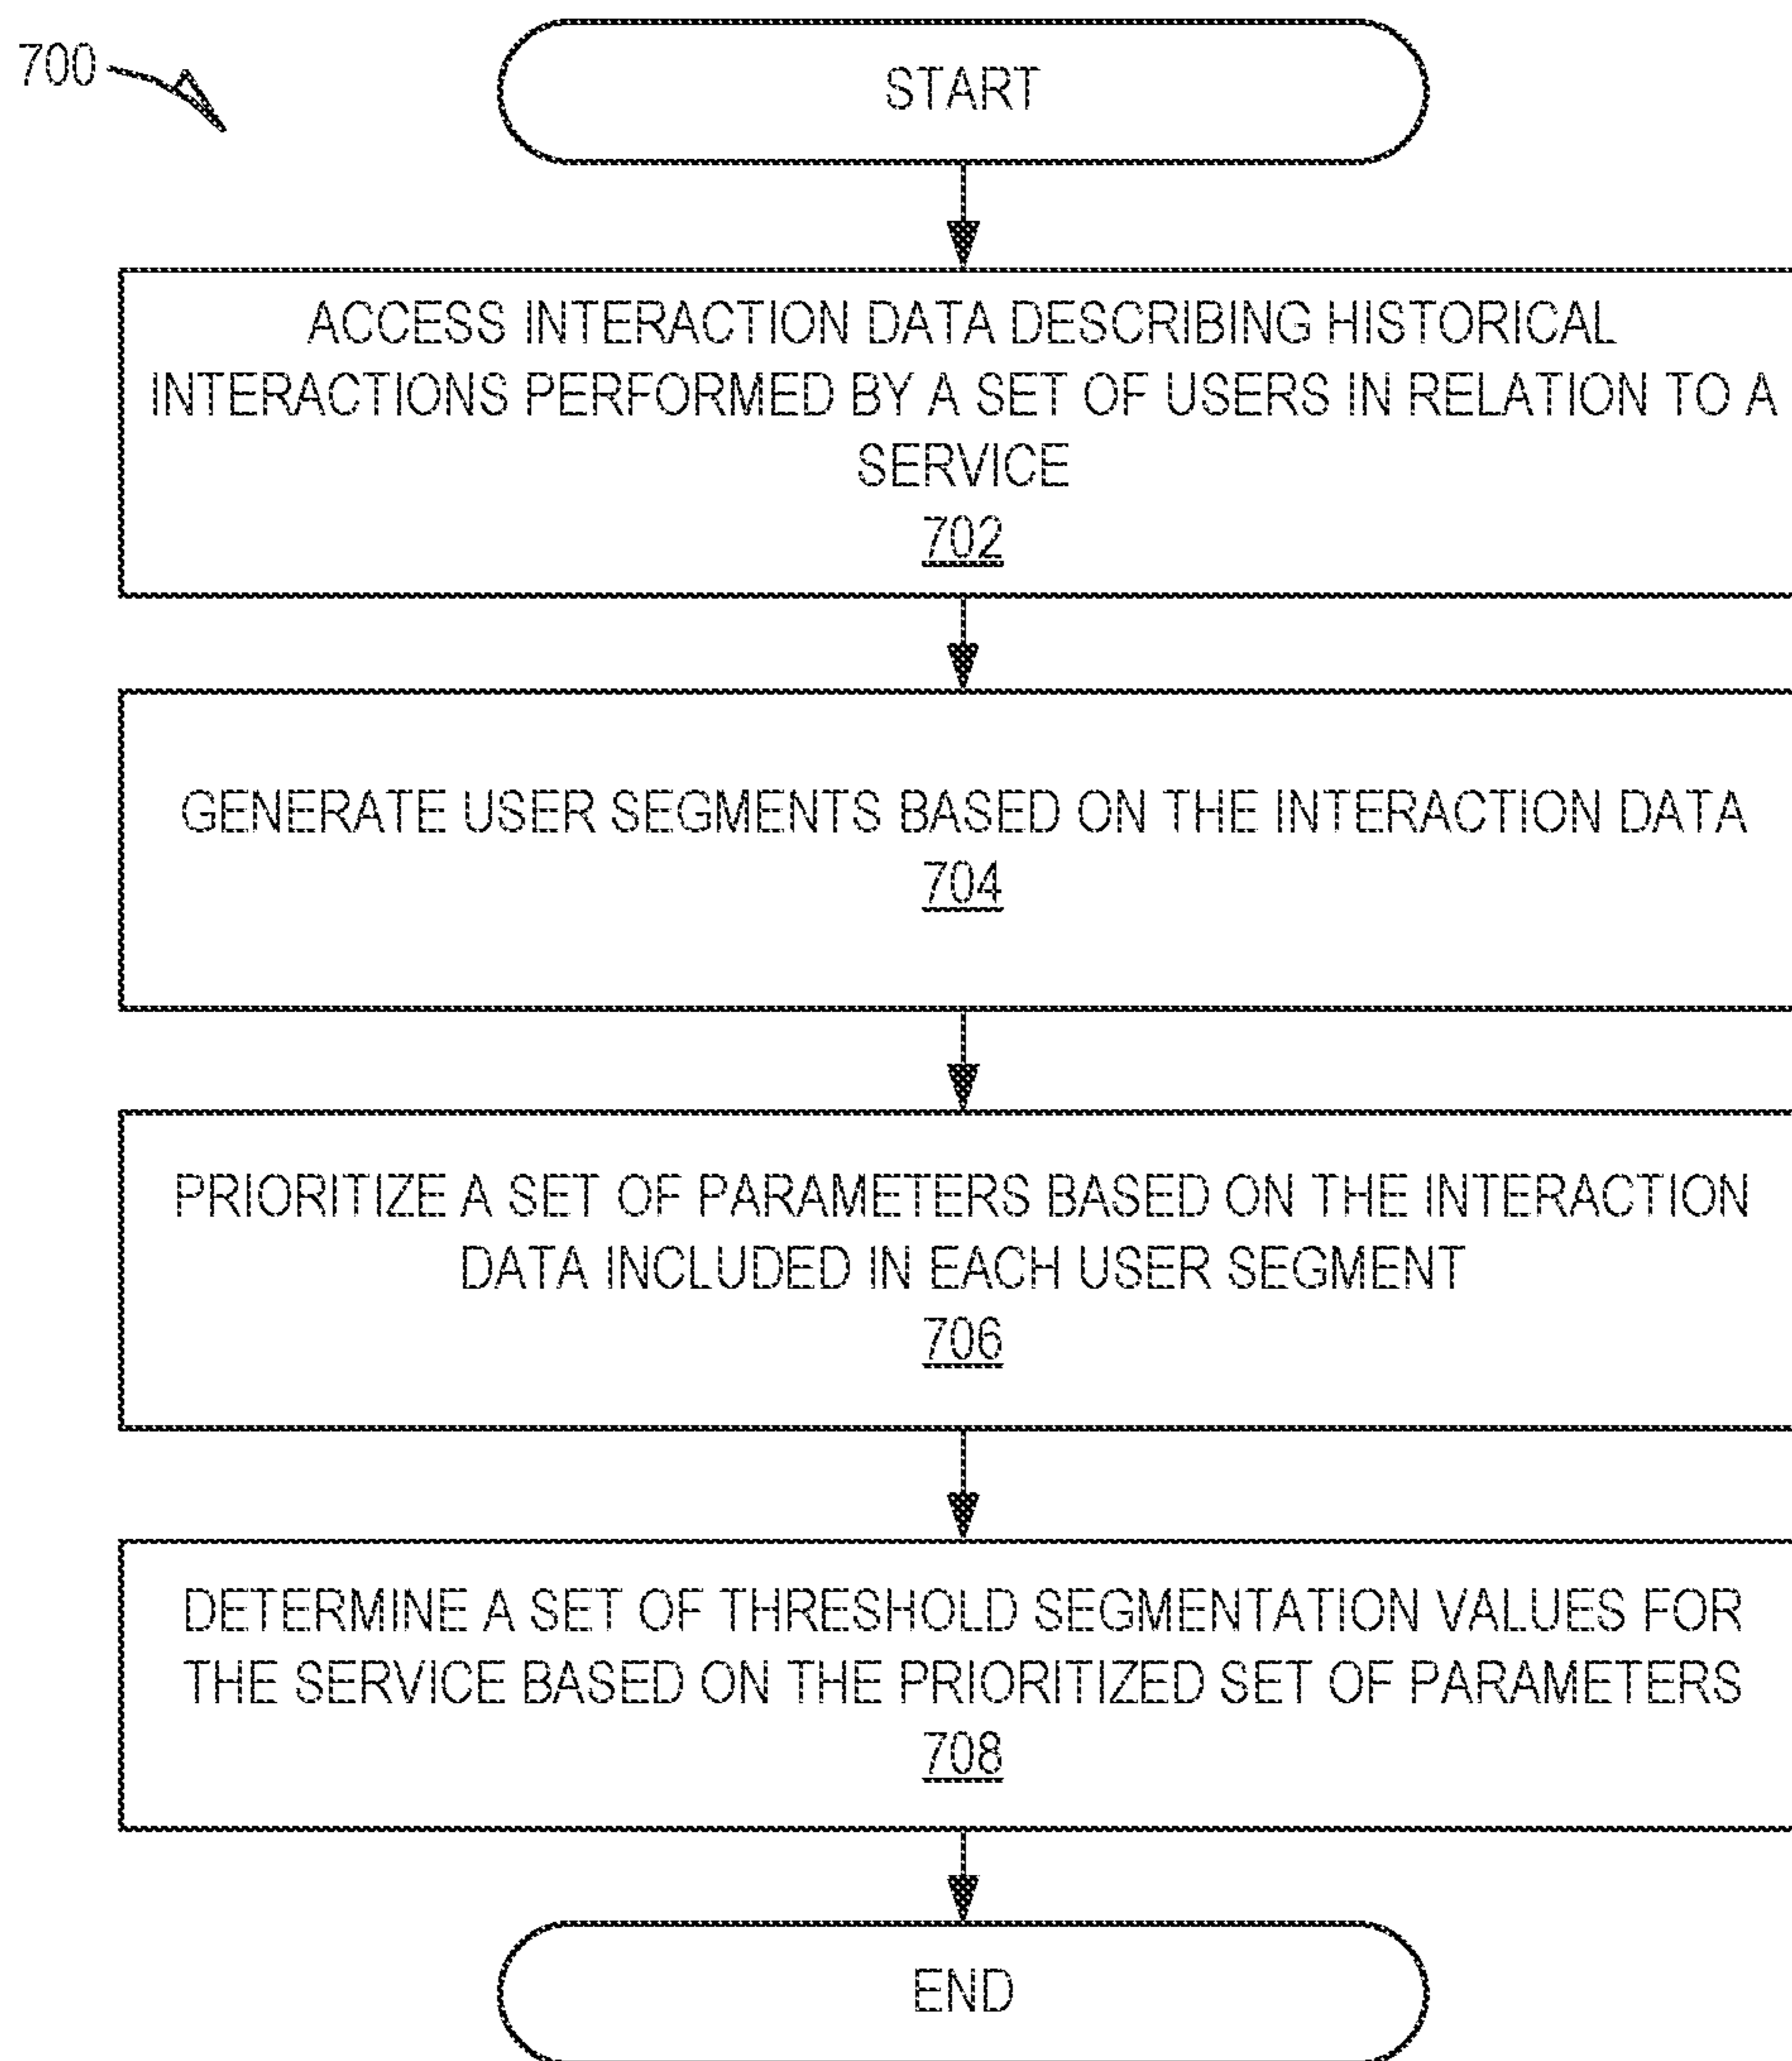 700
START
ACCESS INTERACTION DATA DESCRIBING HISTORICAL
INTERACTIONS PERFORMED BY A SET OF USERS IN RELATION TO A
SERVICE
702
GENERATE USER SEGMENTS BASED ON THE INTERACTION DATA
704
PRIORITIZE A SET OF PARAMETERS BASED ON THE INTERACTION
DATA INCLUDED IN EACH USER SEGMENT
706
DETERMINE A SET OF THRESHOLD SEGMENTATION VALUES FOR
THE SERVICE BASED ON THE PRIORITIZED SET OF PARAMETERS
708
END